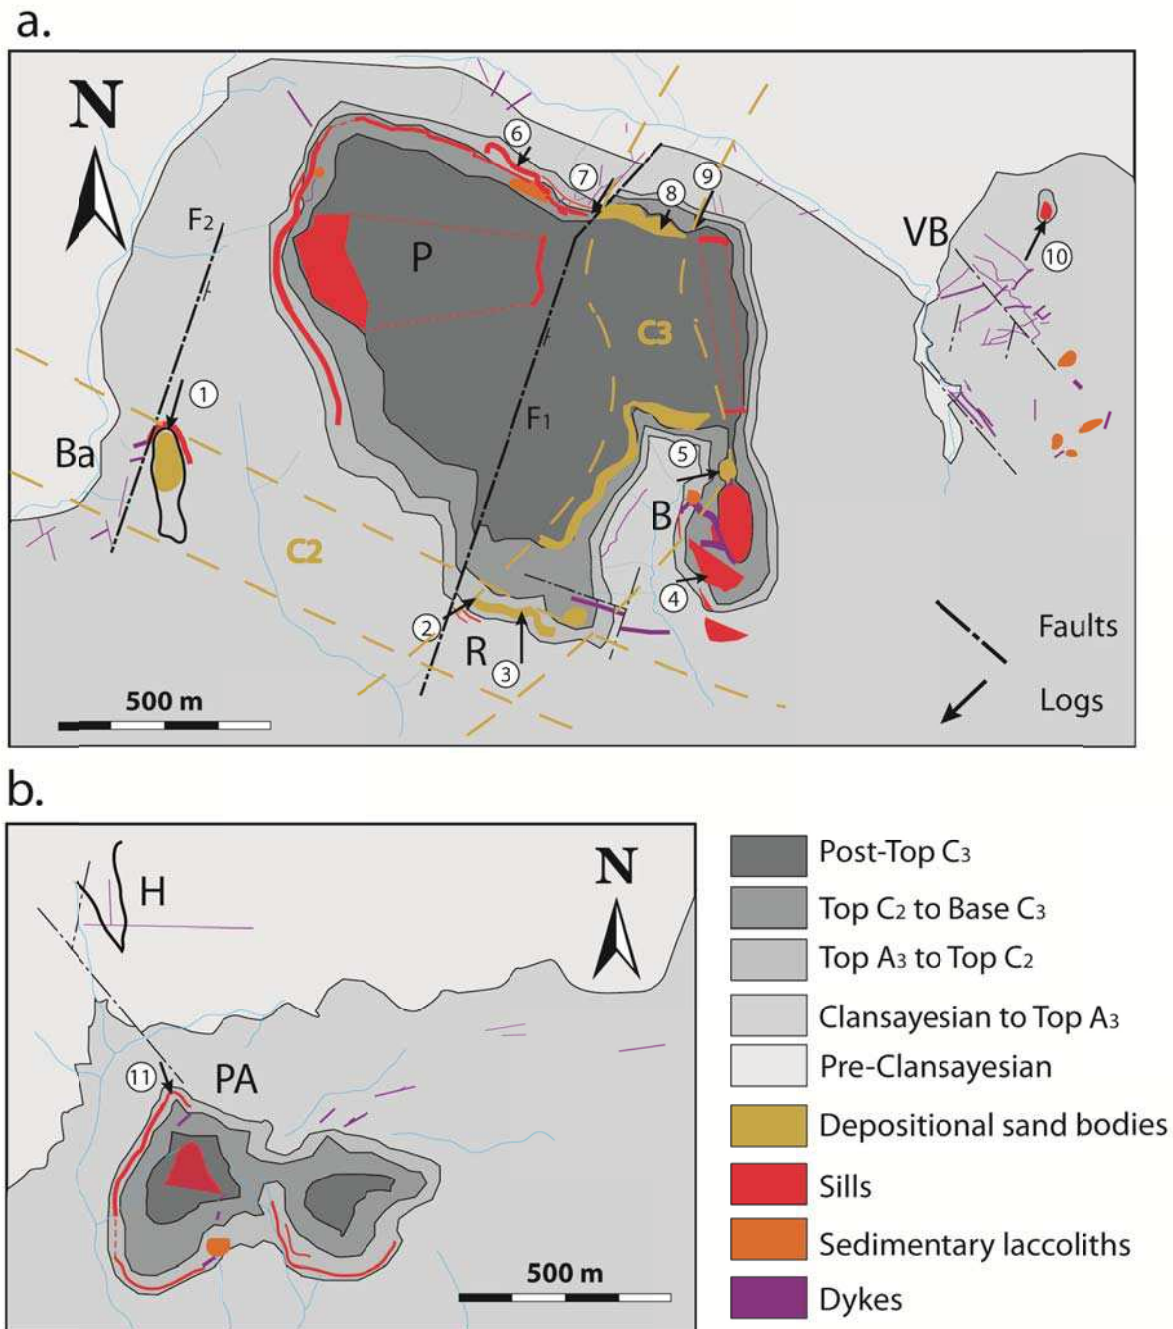 a.
N
6
7
8
9
F2
P
VB
10
C3
1
F1
Ba
5
B
C2
4
2
R
3
Faults
500 m
Logs
b.
H
N
Post-Top C3
Top C2 to Base C3
Top A3 to Top C2
Clansayesian to Top A3
11
PA
Pre-Clansayesian
Depositional sand bodies
Sills
Sedimentary laccoliths
500 m
Dykes